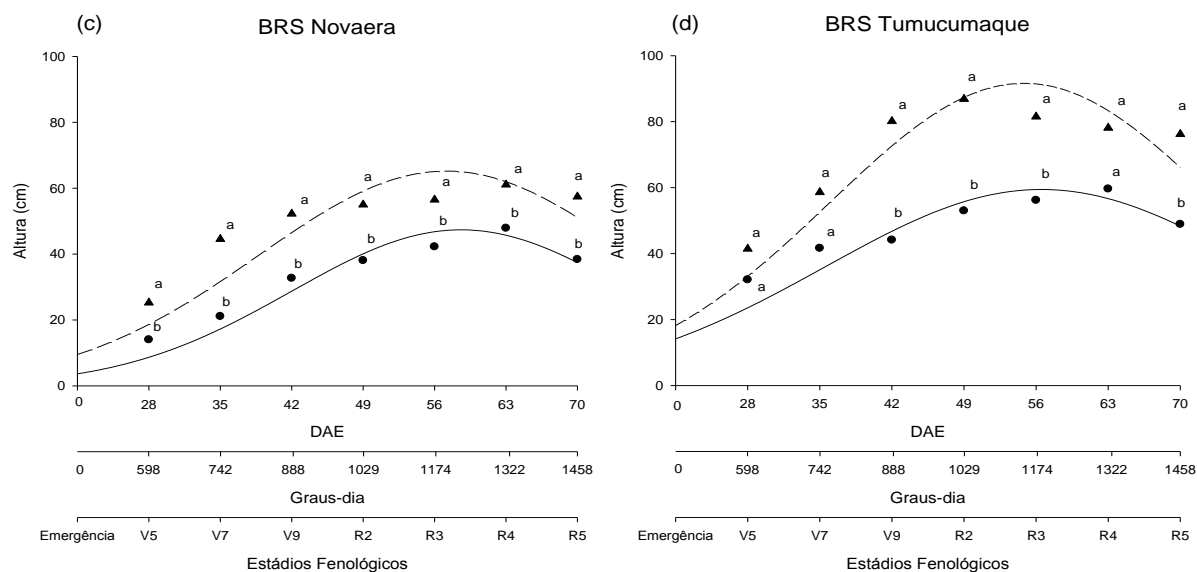 (c) BRS Novaera
100
80
60
40
20
0
Altura (cm)
a a a a a a a
b b b b b b b
0 28 35 42 49 56 63 70
DAE
0 598 742 888 1029 1174 1322 1458
Graus-dia
Emergência V5 V7 V9 R2 R3 R4 R5
Estádios Fenológicos
(d) BRS Tumucumaque
100
80
60
40
20
0
Altura (cm)
a a a a a a a
a a b b b a b
0 28 35 42 49 56 63 70
DAE
0 598 742 888 1029 1174 1322 1458
Graus-dia
Emergência V5 V7 V9 R2 R3 R4 R5
Estádios Fenológicos